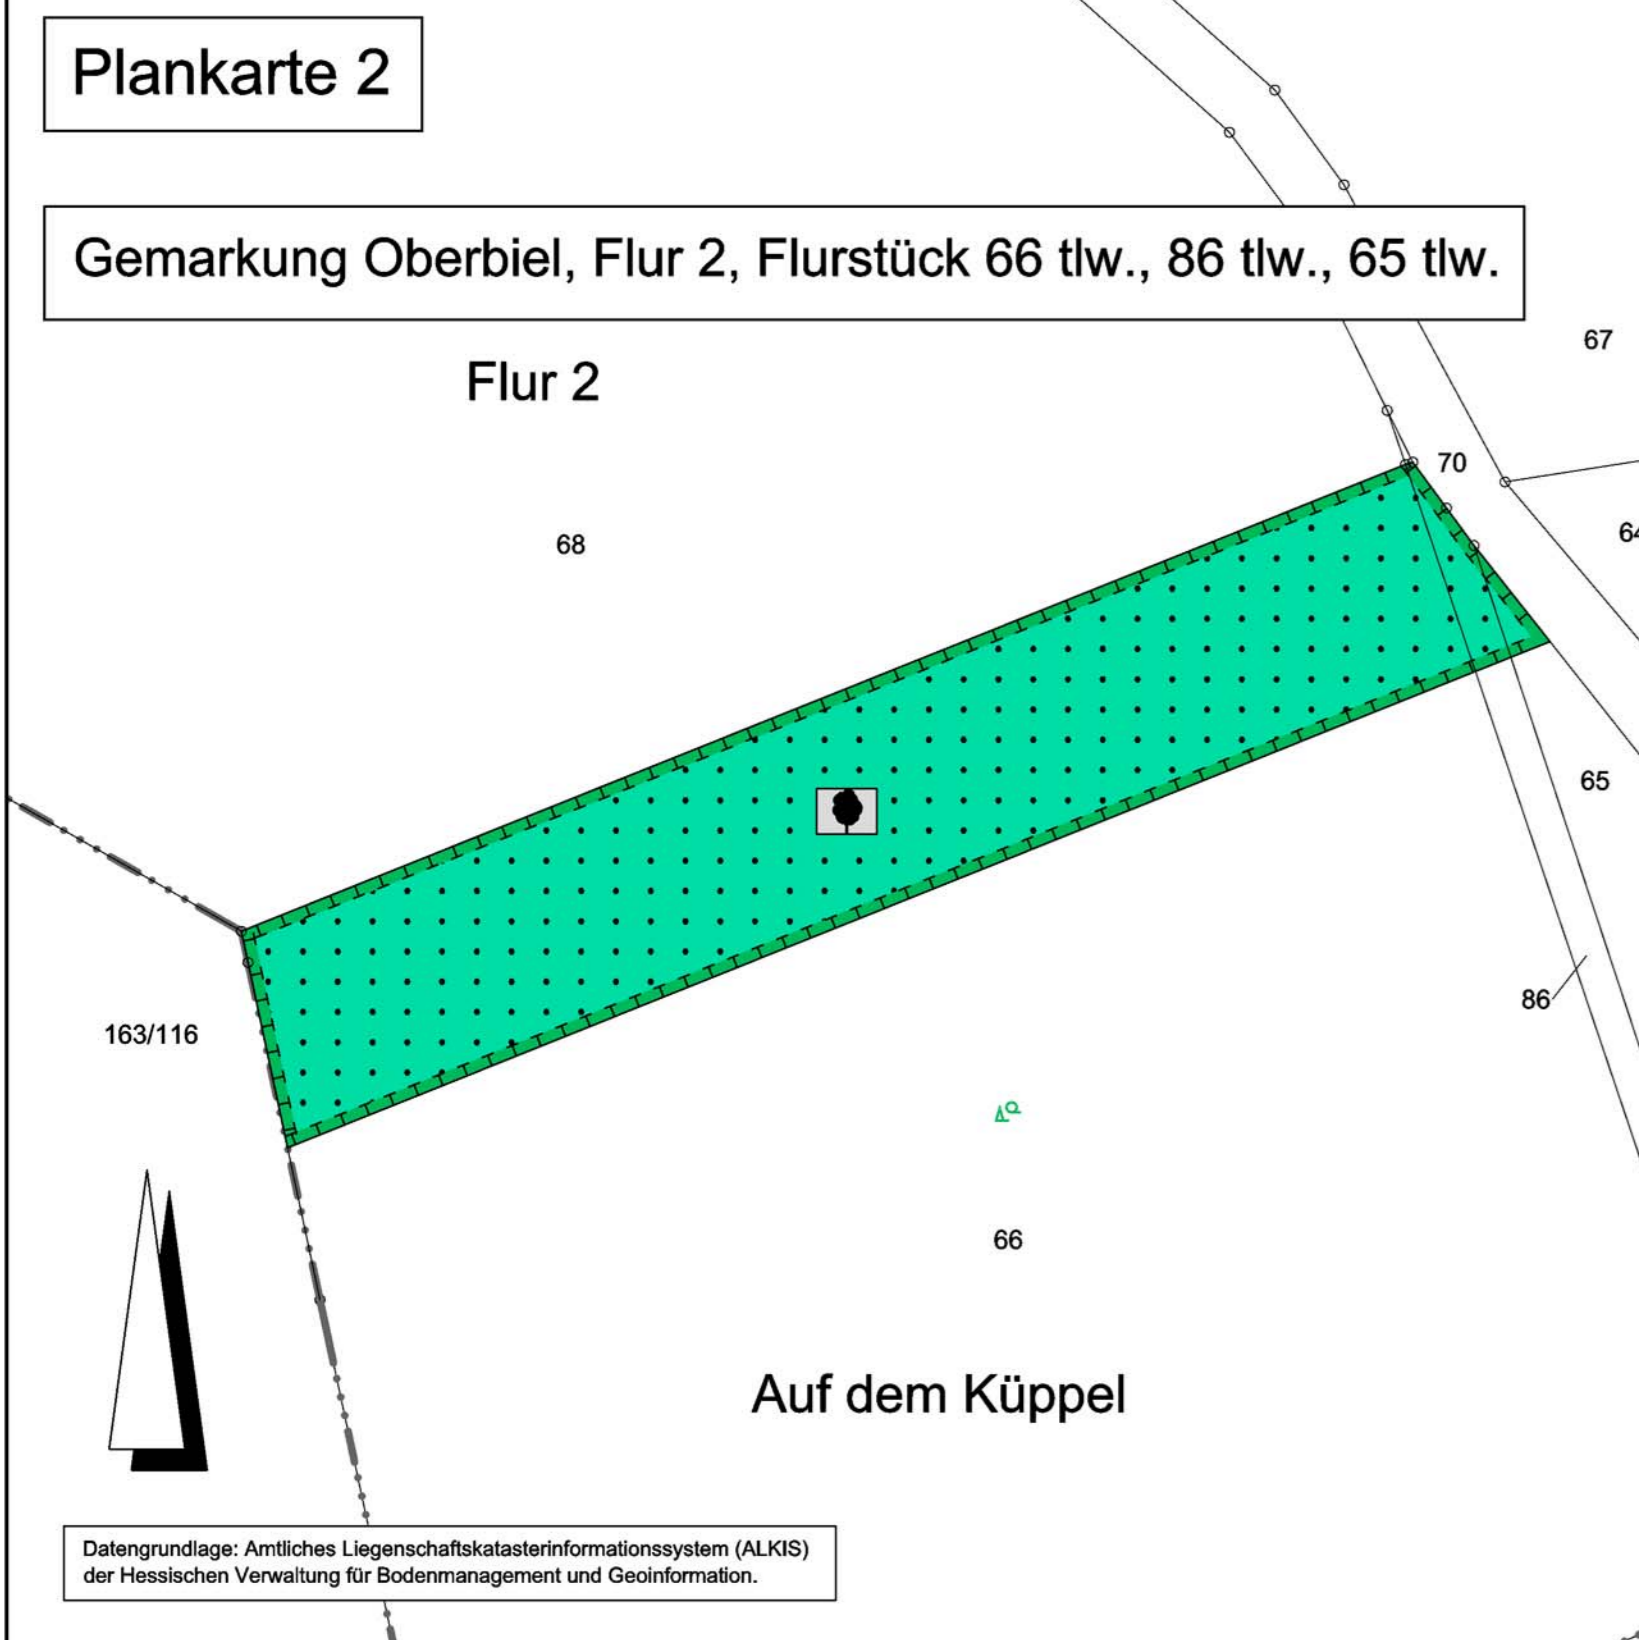 Plankarte 2
Gemarkung Oberbiel, Flur 2, Flurstück 66 tlw., 86 tlw., 65 tlw.
67
Flur 2
70
64
68
65
86
163/116
66
Auf dem Küppel
Datengrundlage: Amtliches Liegenschaftskatasterinformationssystem (ALKIS)
der Hessischen Verwaltung für Bodenmanagement und Geoinformation.